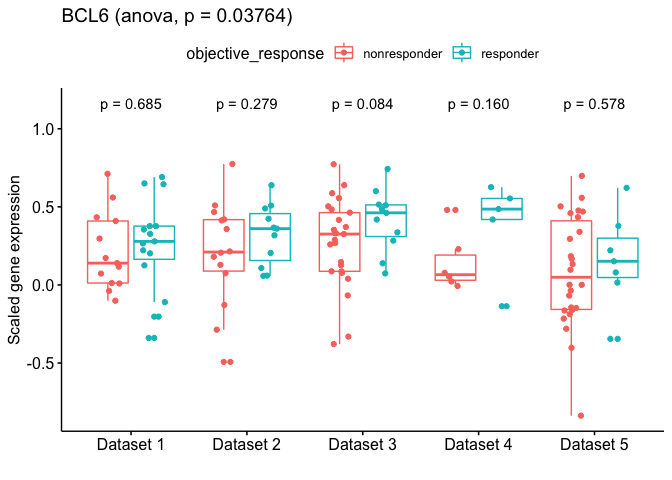 BCL6 (anova, p = 0.03764)
objective_response nonresponder responder
p = 0.685 p = 0.279 p = 0.084 p = 0.160 p = 0.578
Scaled gene expression
1.0
0.5
0.0
-0.5
Dataset 1 Dataset 2 Dataset 3 Dataset 4 Dataset 5